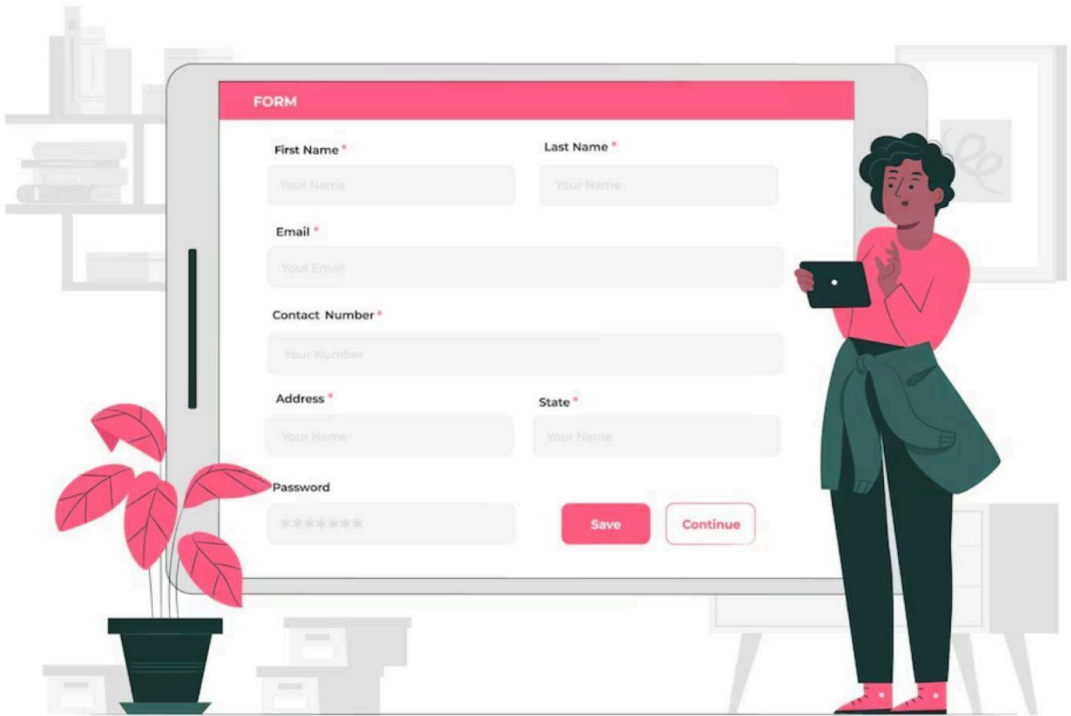 FORM
First Name * Last Name *
Your Name Your Name
Email *
Your Email
Contact Number *
Your Number
Address * State *
Your Name Your Name
Password
*******
Save Continue